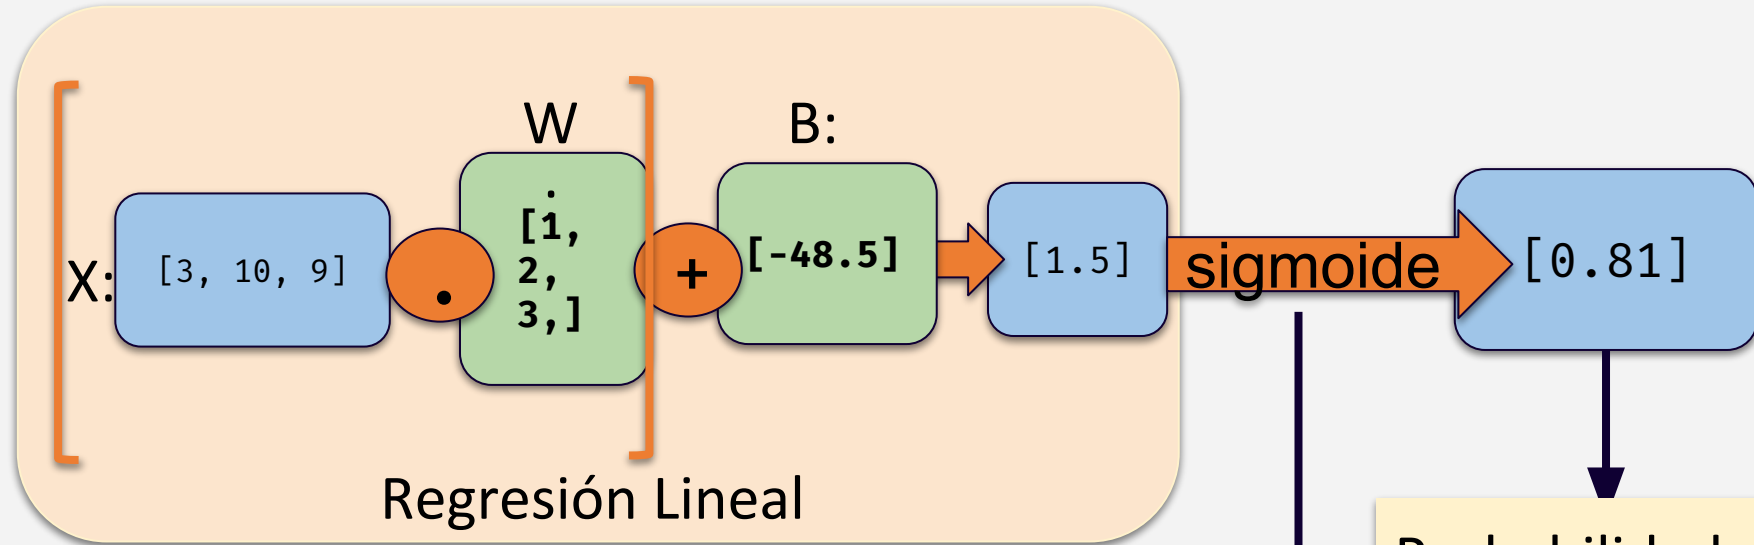 W:
B:
X:
[3, 10, 9]
.
[1,
2,
3,]
+
[-48.5]
[1.5]
sigmoide
[0.81]
Regresión Lineal